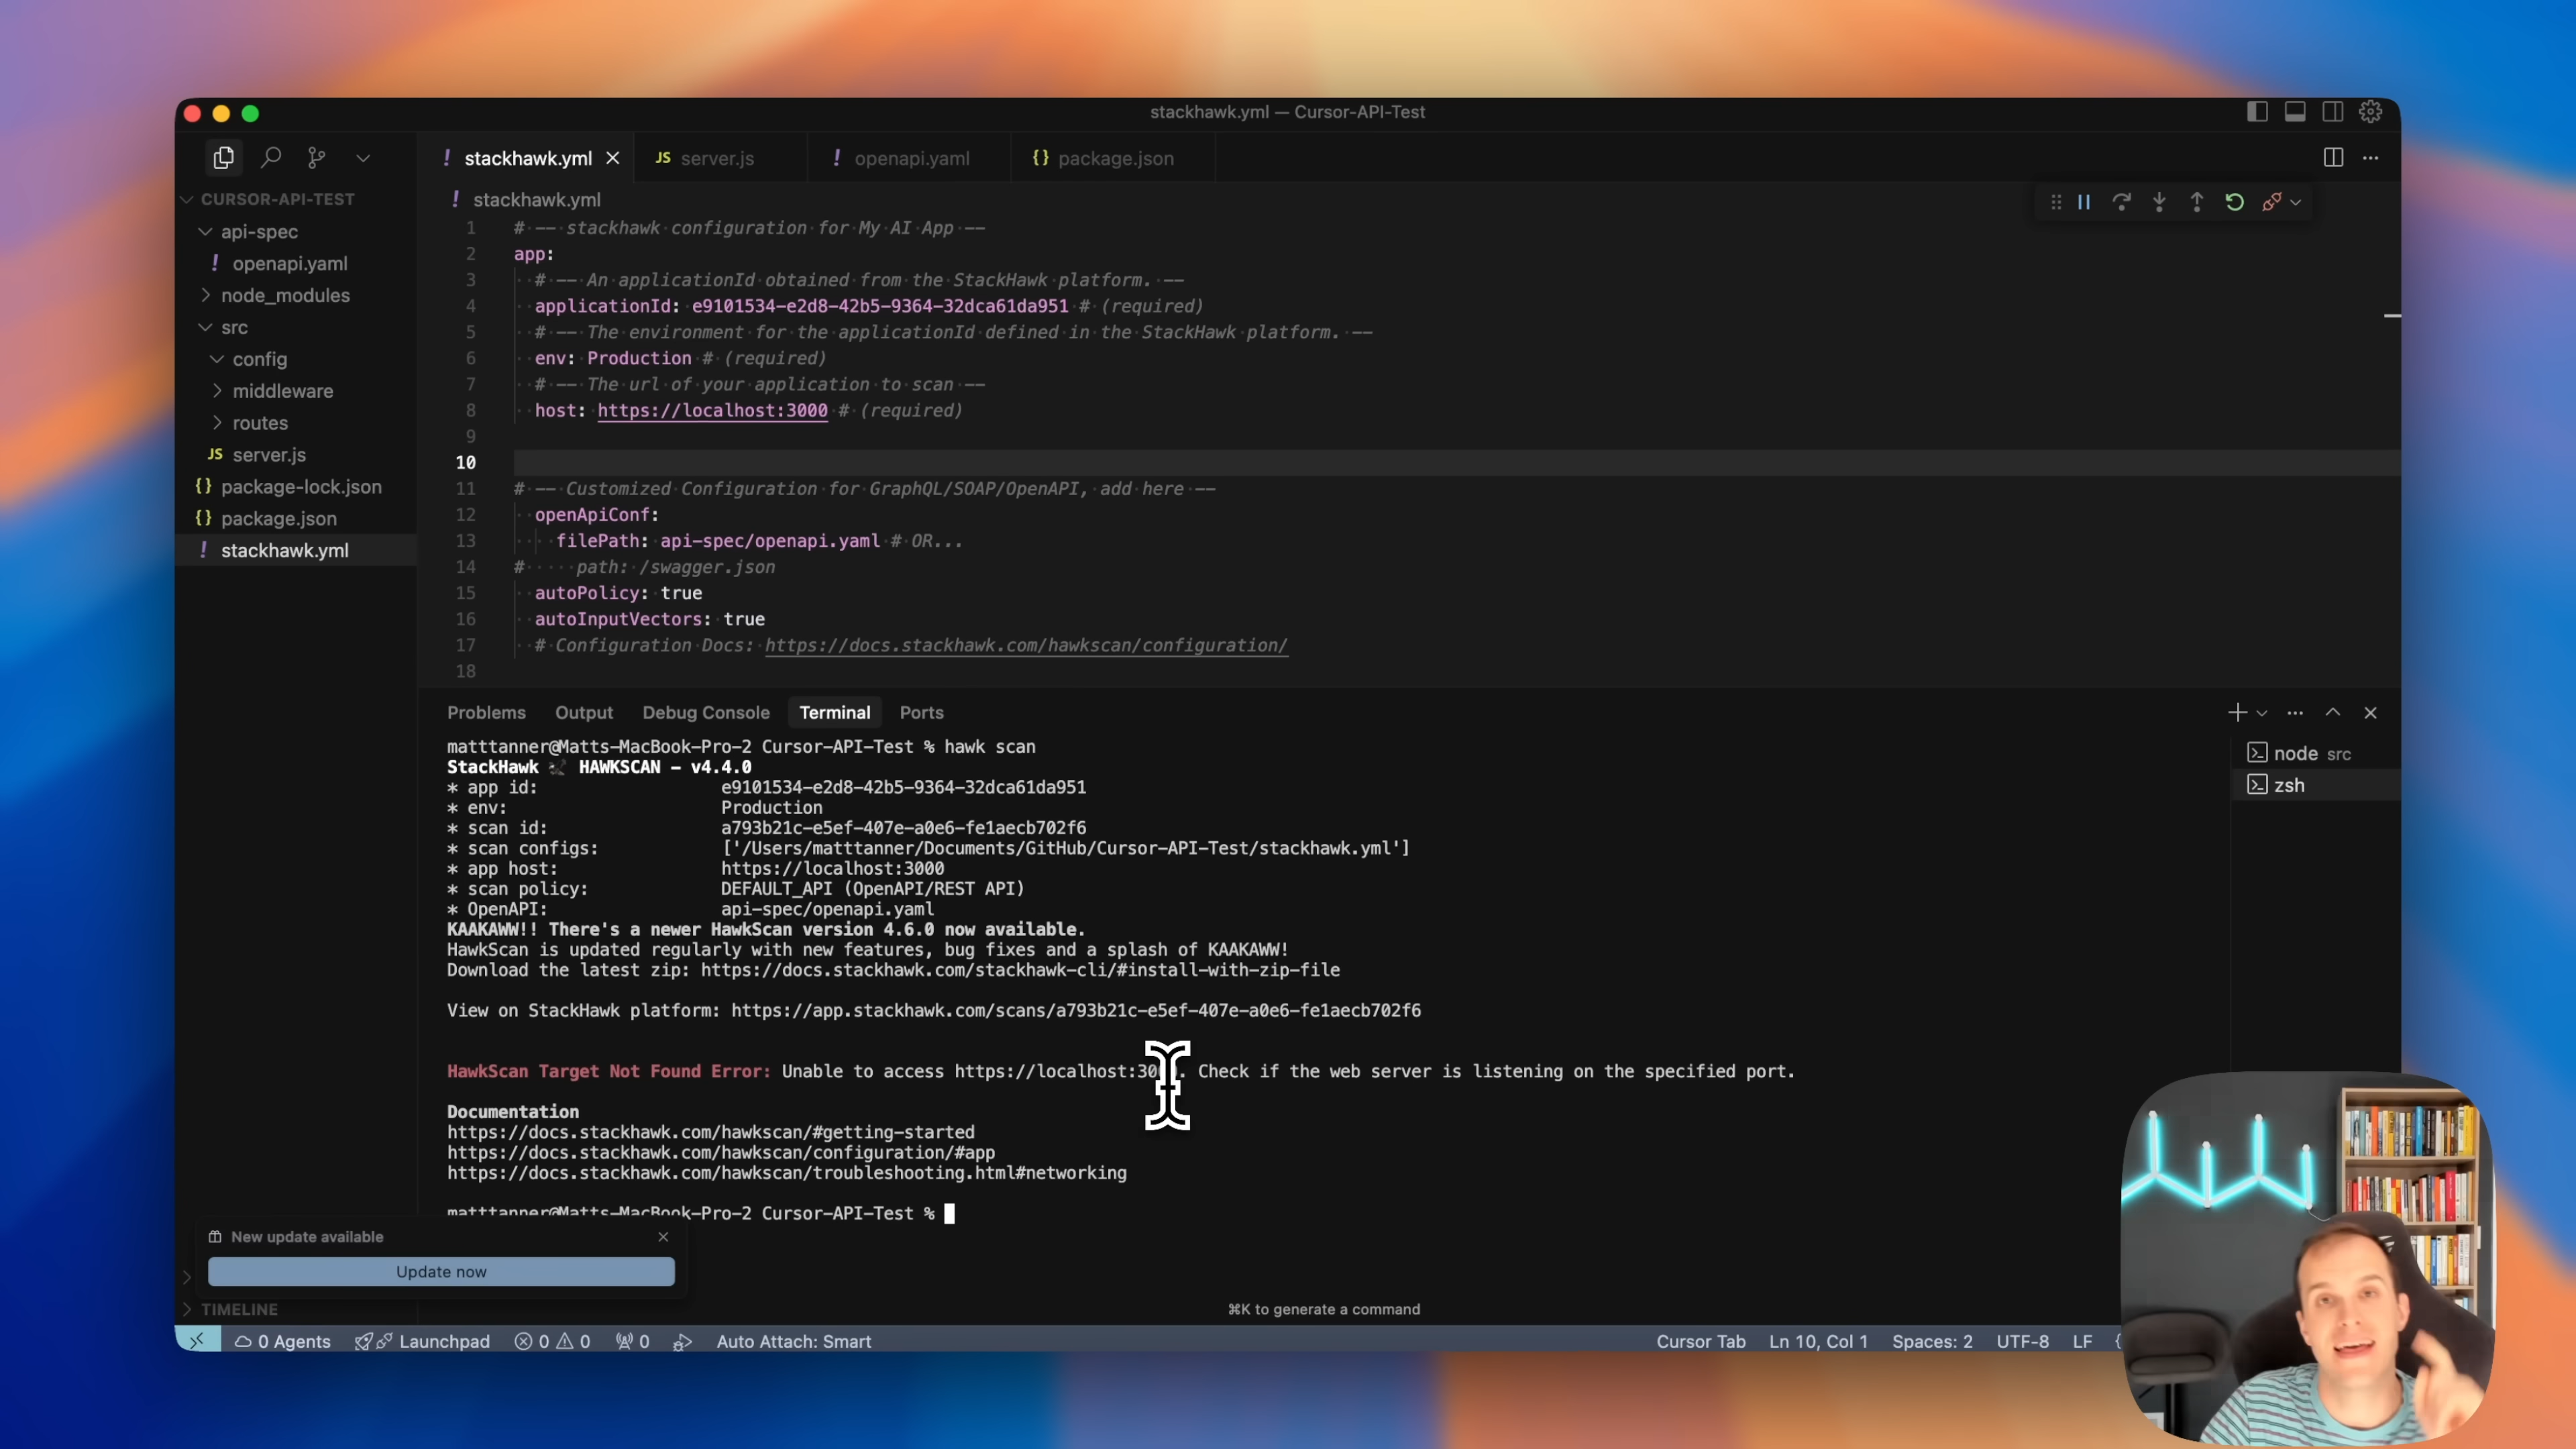 stackhawk.yml — Cursor-API-Test
stackhawk.yml
JS server.js
! openapi.yaml
{} package.json
CURSOR-API-TEST
api-spec
! openapi.yaml
node_modules
src
config
middleware
routes
JS server.js
{} package-lock.json
{} package.json
! stackhawk.yml
! stackhawk.yml
1 # -- stackhawk configuration for My AI App --
2 app:
3 # -- An applicationId obtained from the StackHawk platform. --
4 applicationId: e9101534-e2d8-42b5-9364-32dca61da951 # (required)
5 # -- The environment for the applicationId defined in the StackHawk platform. --
6 env: Production # (required)
7 # -- The url of your application to scan --
8 host: https://localhost:3000 # (required)
9
10
11 # -- Customized Configuration for GraphQL/SOAP/OpenAPI, add here --
12 openApiConf:
13 filePath: api-spec/openapi.yaml # OR...
14 # path: /swagger.json
15 autoPolicy: true
16 autoInputVectors: true
17 # Configuration Docs: https://docs.stackhawk.com/hawkscan/configuration/
18
Problems Output Debug Console Terminal Ports
matttanner@Matts-MacBook-Pro-2 Cursor-API-Test % hawk scan
StackHawk HAWKSCAN - v4.4.0
* app id: e9101534-e2d8-42b5-9364-32dca61da951
* env: Production
* scan id: a793b21c-e5ef-407e-a0e6-fe1aecb702f6
* scan configs: ['/Users/matttanner/Documents/GitHub/Cursor-API-Test/stackhawk.yml']
* app host: https://localhost:3000
* scan policy: DEFAULT_API (OpenAPI/REST API)
* OpenAPI: api-spec/openapi.yaml
KAAKAWW!! There's a newer HawkScan version 4.6.0 now available.
HawkScan is updated regularly with new features, bug fixes and a splash of KAAKAWW!
Download the latest zip: https://docs.stackhawk.com/stackhawk-cli/#install-with-zip-file
View on StackHawk platform: https://app.stackhawk.com/scans/a793b21c-e5ef-407e-a0e6-fe1aecb702f6
HawkScan Target Not Found Error: Unable to access https://localhost:30 . Check if the web server is listening on the specified port.
Documentation
https://docs.stackhawk.com/hawkscan/#getting-started
https://docs.stackhawk.com/hawkscan/configuration/#app
https://docs.stackhawk.com/hawkscan/troubleshooting.html#networking
matttanner@Matts-MacBook-Pro-2 Cursor-API-Test %
node src
zsh
New update available
Update now
TIMELINE
⌘K to generate a command
0 Agents Launchpad 0 0 0 Auto Attach: Smart
Cursor Tab Ln 10, Col 1 Spaces: 2 UTF-8 LF {